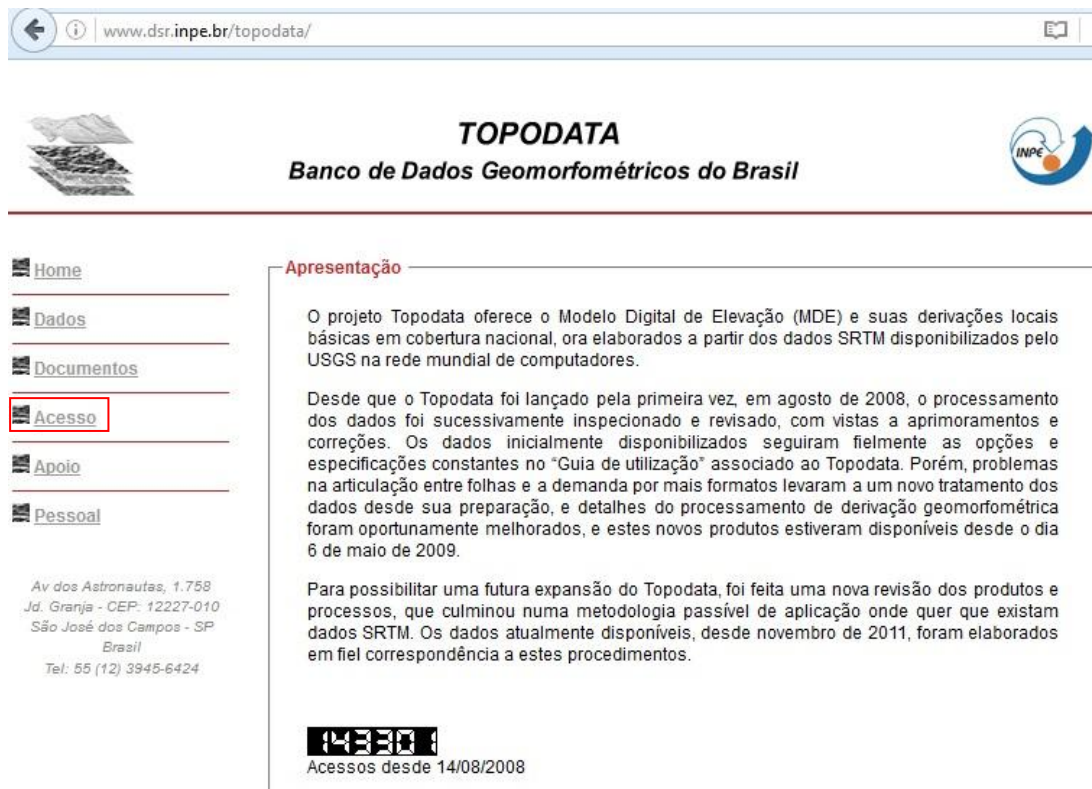 www.dsr.inpe.br/topodata/
TOPODATA
Banco de Dados Geomorfométricos do Brasil
INPE
Home
Dados
Documentos
Acesso
Apoio
Pessoal
Av dos Astronautas, 1.758
Jd. Granja - CEP: 12227-010
São José dos Campos - SP
Brasil
Tel: 55 (12) 3945-6424
Apresentação
O projeto Topodata oferece o Modelo Digital de Elevação (MDE) e suas derivações locais
básicas em cobertura nacional, ora elaborados a partir dos dados SRTM disponibilizados pelo
USGS na rede mundial de computadores.
Desde que o Topodata foi lançado pela primeira vez, em agosto de 2008, o processamento
dos dados foi sucessivamente inspecionado e revisado, com vistas a aprimoramentos e
correções. Os dados inicialmente disponibilizados seguiram fielmente as opções e
especificações constantes no “Guia de utilização” associado ao Topodata. Porém, problemas
na articulação entre folhas e a demanda por mais formatos levaram a um novo tratamento dos
dados desde sua preparação, e detalhes do processamento de derivação geomorfométrica
foram oportunamente melhorados, e estes novos produtos estiveram disponíveis desde o dia
6 de maio de 2009.
Para possibilitar uma futura expansão do Topodata, foi feita uma nova revisão dos produtos e
processos, que culminou numa metodologia passível de aplicação onde quer que existam
dados SRTM. Os dados atualmente disponíveis, desde novembro de 2011, foram elaborados
em fiel correspondência a estes procedimentos.
143301
Acessos desde 14/08/2008